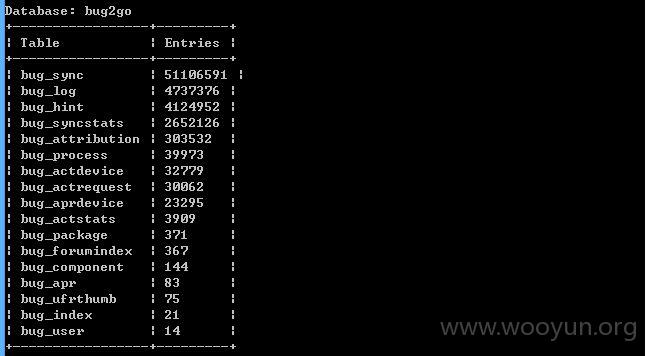 Database: bug2go
+------------------+---------+
¦ Table            ¦ Entries ¦
+------------------+---------+
¦ bug_sync         ¦ 51106591 ¦
¦ bug_log          ¦ 4737376 ¦
¦ bug_hint         ¦ 4124952 ¦
¦ bug_syncstats    ¦ 2652126 ¦
¦ bug_attribution  ¦ 303532  ¦
¦ bug_process      ¦ 39973   ¦
¦ bug_actdevice    ¦ 32779   ¦
¦ bug_actrequest   ¦ 30062   ¦
¦ bug_aprdevice    ¦ 23295   ¦
¦ bug_actstats     ¦ 3909    ¦
¦ bug_package      ¦ 371     ¦
¦ bug_forumindex   ¦ 367     ¦
¦ bug_component    ¦ 144     ¦
¦ bug_apr          ¦ 83      ¦
¦ bug_ufrthumb     ¦ 75      ¦
¦ bug_index        ¦ 21      ¦
¦ bug_user         ¦ 14      ¦
+------------------+---------+
www.wooyun.org